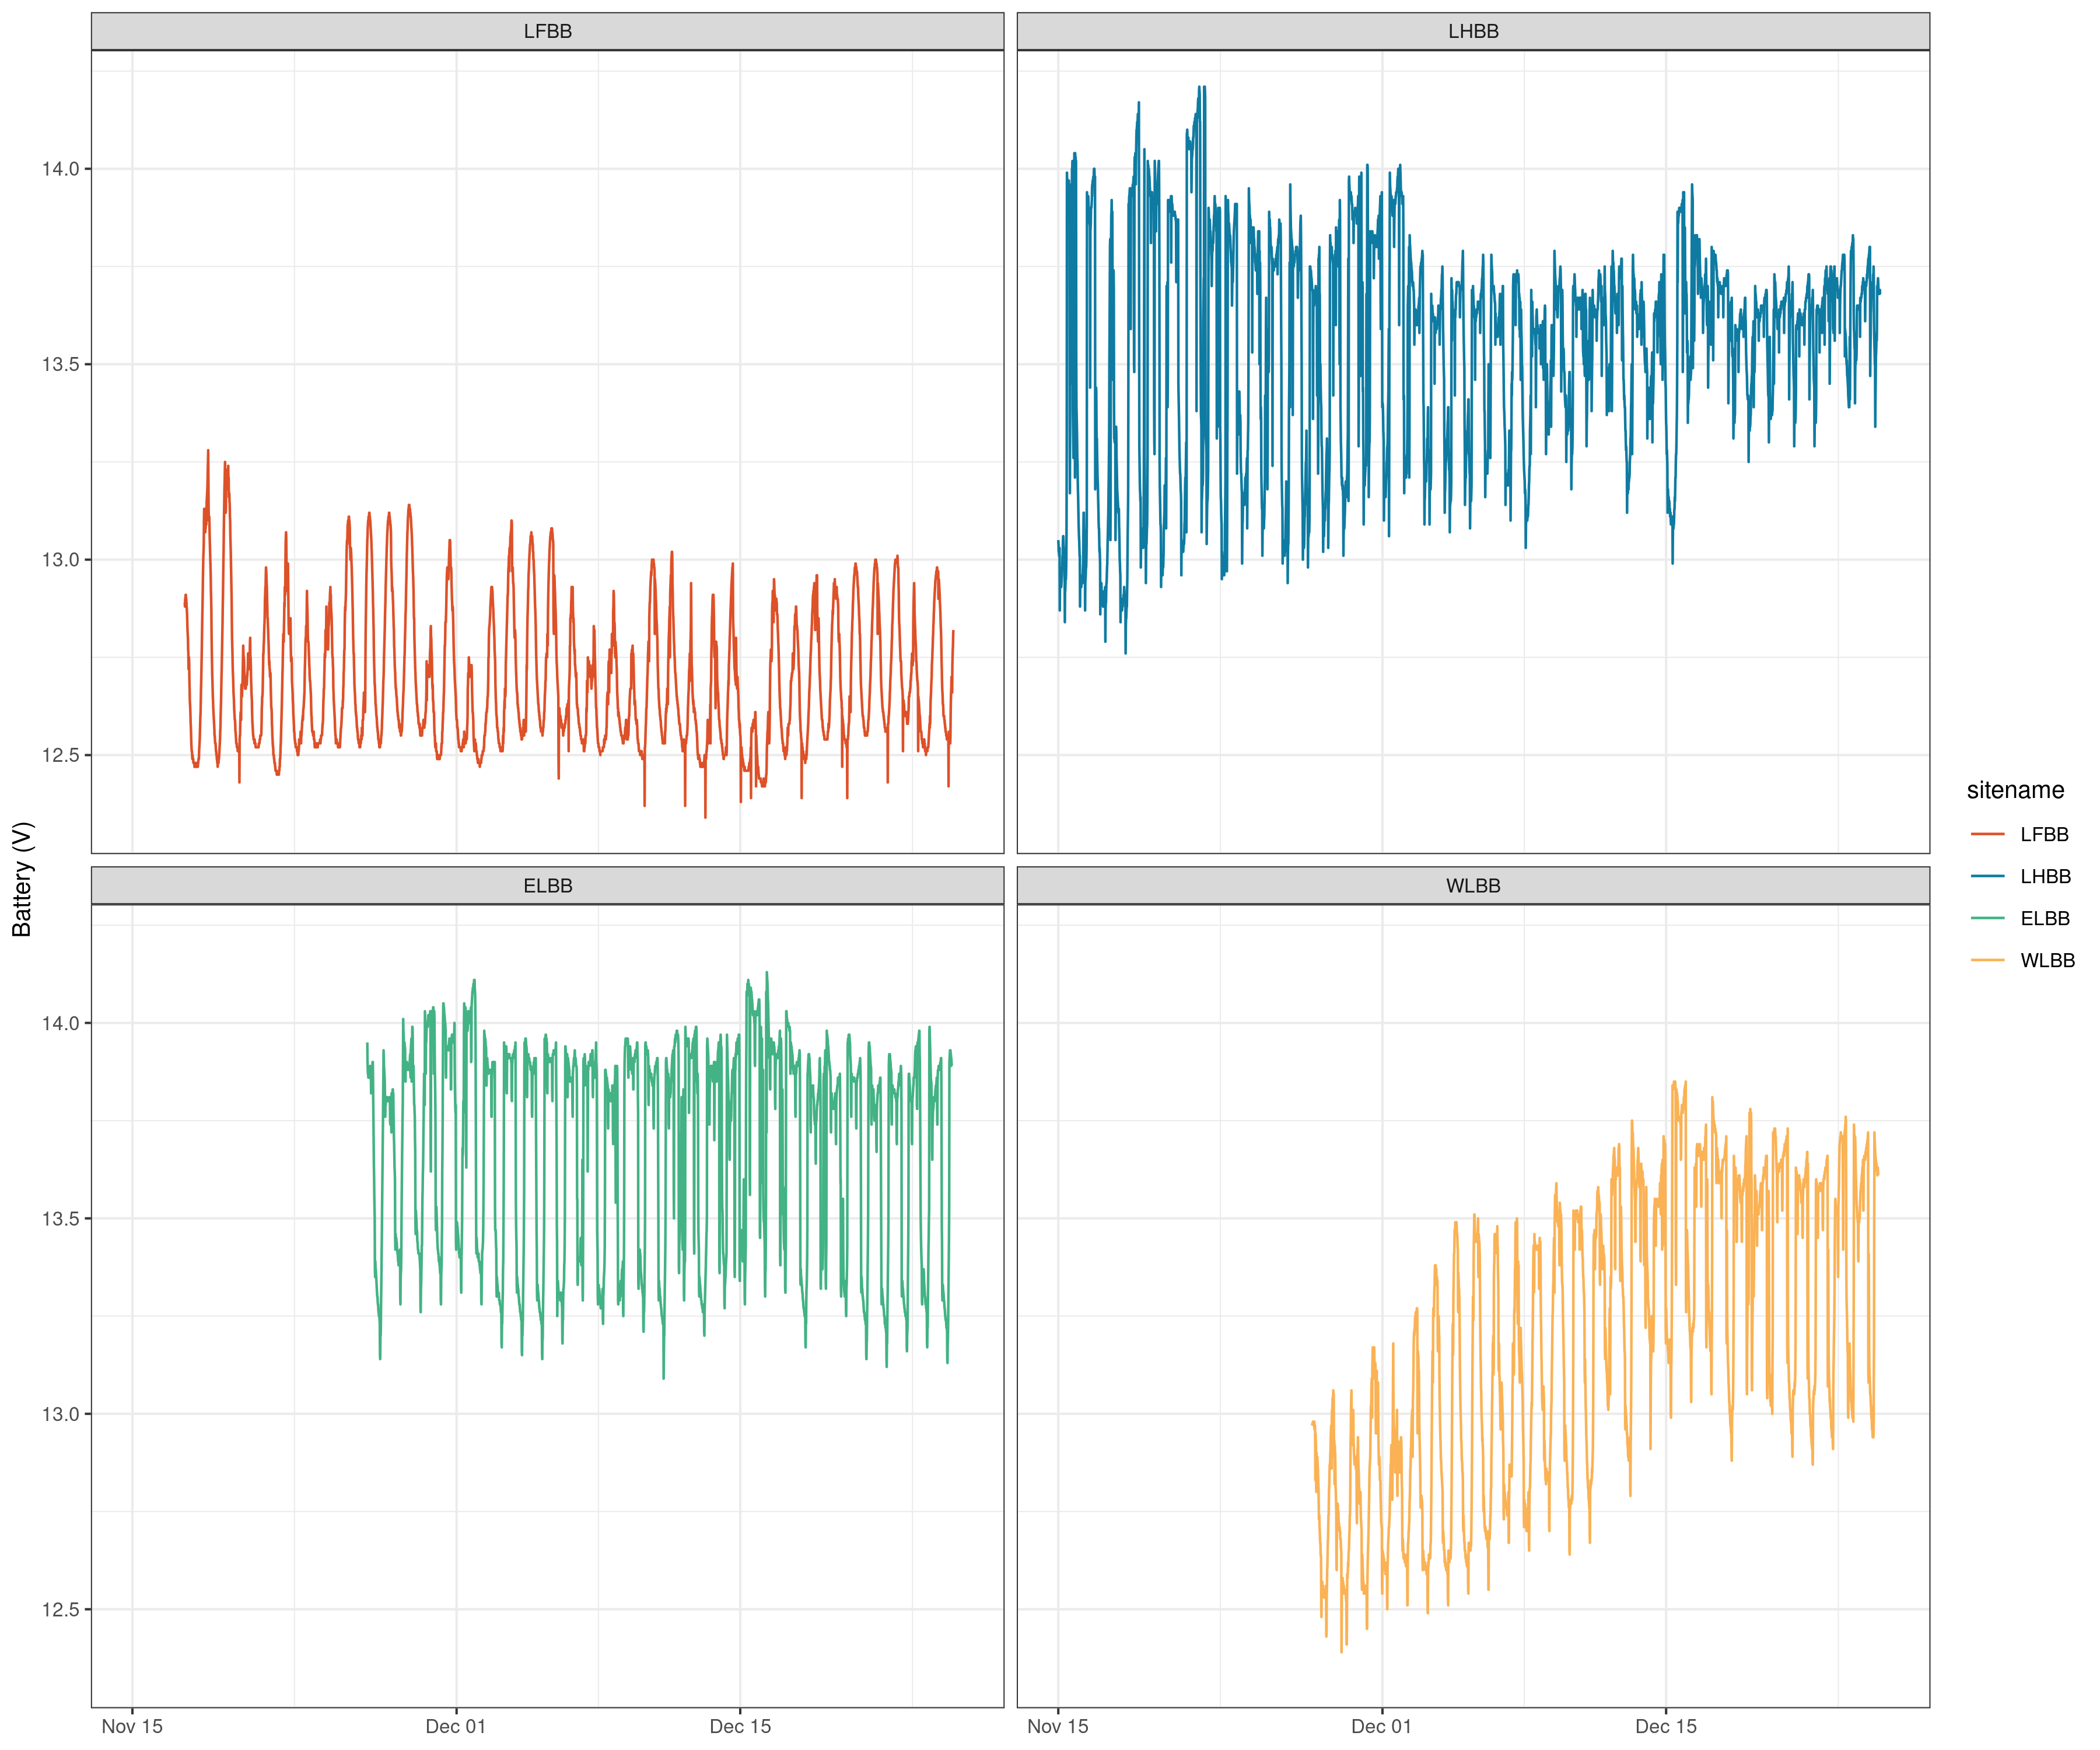 LFBB
LHBB
14.0
13.5
13.0
12.5
ELBB
WLBB
14.0
13.5
13.0
12.5
Nov 15
Dec 01
Dec 15
Nov 15
Dec 01
Dec 15
Battery (V)
sitename
LFBB
LHBB
ELBB
WLBB